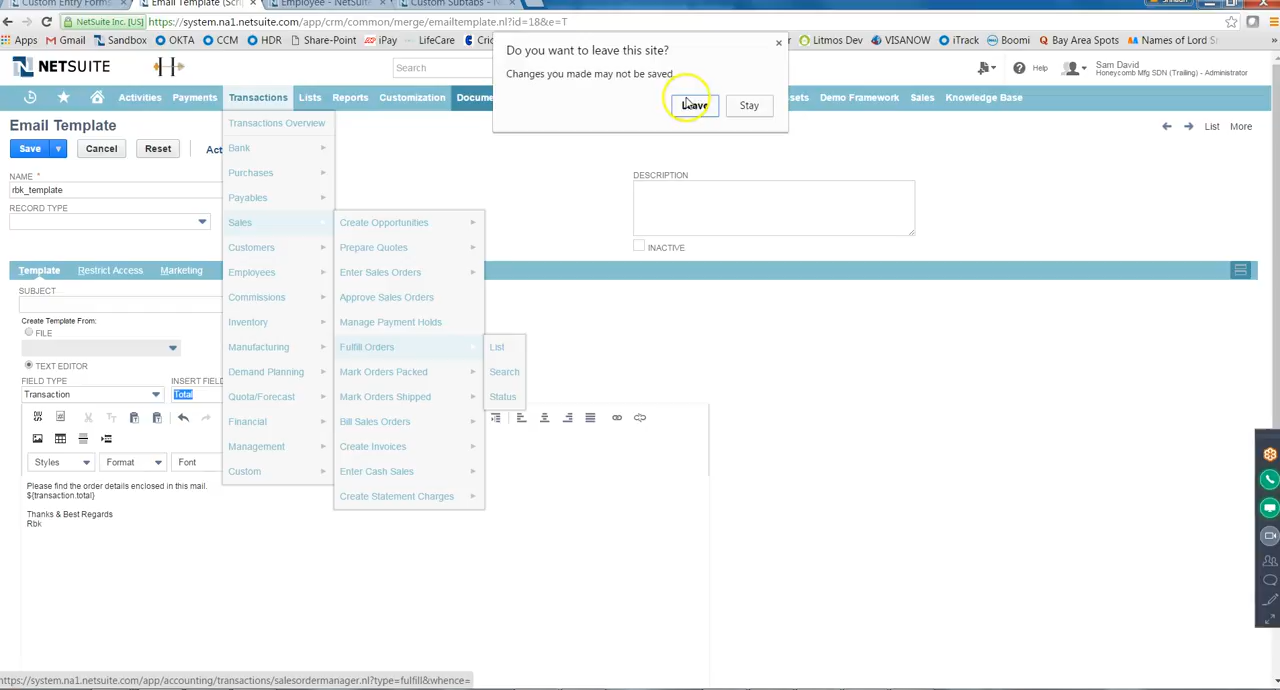 Custom Entry Form
Email Template (Scr
Employee - NetSuite
Custom Subtabs - N
NetSuite Inc. [US]
https://system.na1.netsuite.com/app/crm/common/merge/emailtemplate.nl?id=18&e=T
Apps Gmail Sandbox OKTA CCM HDR Share-Point iPay LifeCare Litmos Dev VISANOW iTrack Boomi Bay Area Spots Names of Lord
Do you want to leave this site?
Changes you made may not be saved.
Leave Stay
NETSUITE
Search
Help
Sam David
Honeycomb Mfg SDN (Trailing) - Administrator
Activities Payments Transactions Lists Reports Customization Demo Framework Sales Knowledge Base
Email Template
List More
Save Cancel Reset
NAME *
rbk_template
RECORD TYPE
DESCRIPTION
INACTIVE
Template Restrict Access Marketing
SUBJECT
Create Template From:
FILE
TEXT EDITOR
FIELD TYPE
Transaction
INSERT FIELD
Total
Styles Format Font
Please find the order details enclosed in this mail.
${transaction.total}
Thanks & Best Regards
Rbk
Transactions Overview
Bank
Purchases
Payables
Sales
Customers
Employees
Commissions
Inventory
Manufacturing
Demand Planning
Quota/Forecast
Financial
Management
Custom
Create Opportunities
Prepare Quotes
Enter Sales Orders
Approve Sales Orders
Manage Payment Holds
Fulfill Orders
Mark Orders Packed
Mark Orders Shipped
Bill Sales Orders
Create Invoices
Enter Cash Sales
Create Statement Charges
List
Search
Status
https://system.na1.netsuite.com/app/accounting/transactions/salesordermanager.nl?type=fulfill&whence=